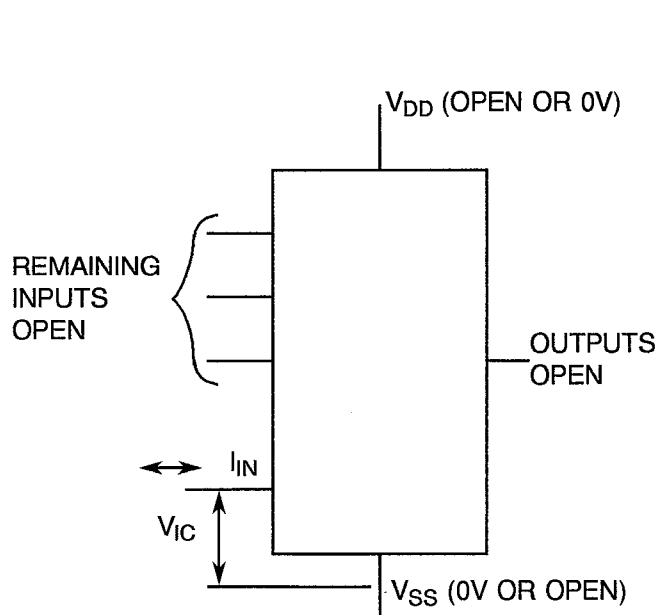 VDD (OPEN OR 0V)
REMAINING
INPUTS
OPEN
OUTPUTS
OPEN
IIN
VIC
VSS (0V OR OPEN)